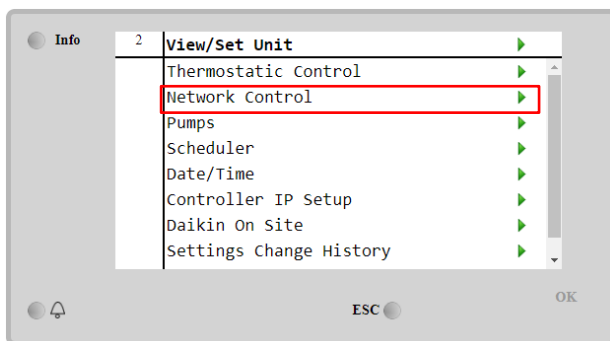 Info
2 View/Set Unit
Thermostatic Control
Network Control
Pumps
Scheduler
Date/Time
Controller IP Setup
Daikin On Site
Settings Change History
ESC
OK